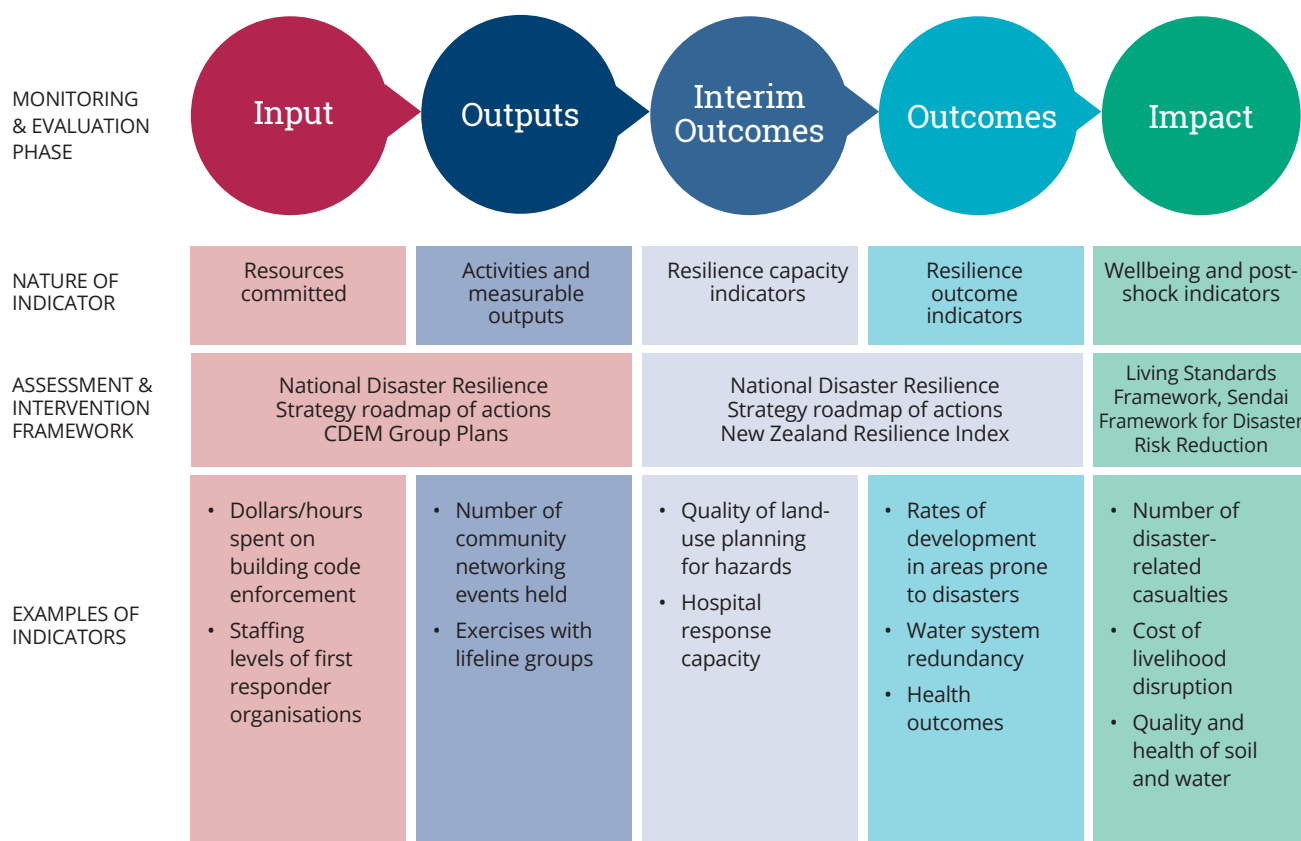 MONITORING
& EVALUATION
PHASE
Input
Outputs
Interim
Outcomes
Outcomes
Impact
NATURE OF
INDICATOR
Resources
committed
Activities and
measurable
outputs
Resilience capacity
indicators
Resilience
outcome
indicators
Wellbeing and post-
shock indicators
ASSESSMENT &
INTERVENTION
FRAMEWORK
National Disaster Resilience
Strategy roadmap of actions
CDEM Group Plans
National Disaster Resilience
Strategy roadmap of actions
New Zealand Resilience Index
Living Standards
Framework, Sendai
Framework for Disaster
Risk Reduction
EXAMPLES OF
INDICATORS
• Dollars/hours
spent on
building code
enforcement
• Staffing
levels of first
responder
organisations
• Number of
community
networking
events held
• Exercises with
lifeline groups
• Quality of land-
use planning
for hazards
• Hospital
response
capacity
• Rates of
development
in areas prone
to disasters
• Water system
redundancy
• Health
outcomes
• Number of
disaster-
related
casualties
• Cost of
livelihood
disruption
• Quality and
health of soil
and water